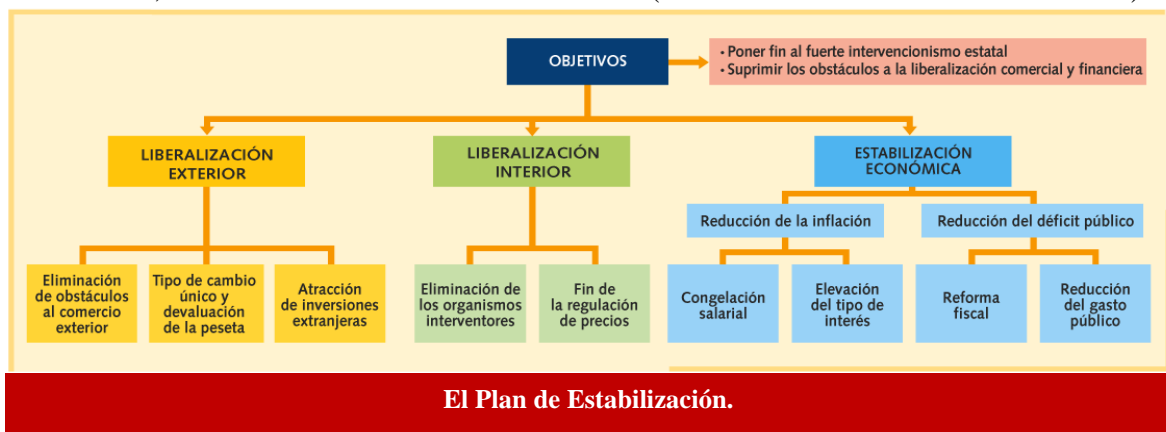 OBJETIVOS
• Poner fin al fuerte intervencionismo estatal
• Suprimir los obstáculos a la liberalización comercial y financiera
LIBERALIZACIÓN
EXTERIOR
LIBERALIZACIÓN
INTERIOR
ESTABILIZACIÓN
ECONÓMICA
Reducción de la inflación
Reducción del déficit público
Eliminación
de obstáculos
al comercio
exterior
Tipo de cambio
único y
devaluación
de la peseta
Atracción
de inversiones
extranjeras
Eliminación de
los organismos
interventores
Fin de
la regulación
de precios
Congelación
salarial
Elevación
del tipo de
interés
Reforma
fiscal
Reducción
del gasto
público
El Plan de Estabilización.